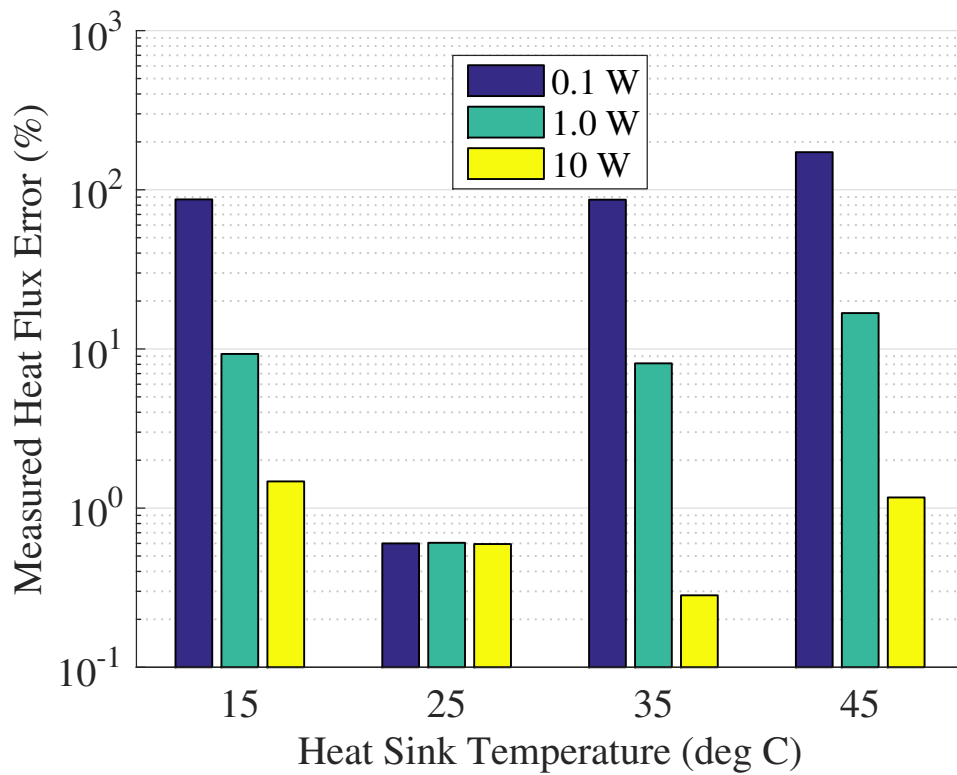 10^3
10^2
10^1
10^0
10^-1
Measured Heat Flux Error (%)
0.1 W
1.0 W
10 W
15 25 35 45
Heat Sink Temperature (deg C)